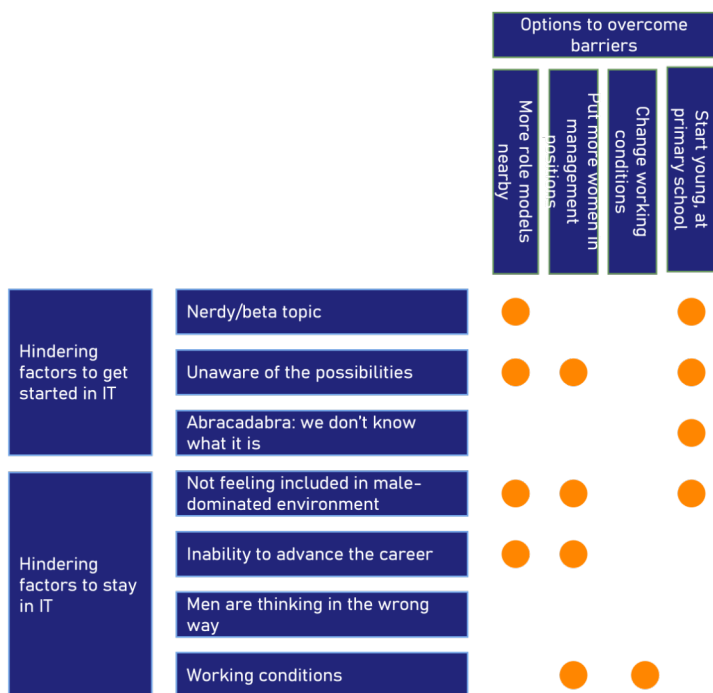 Options to overcome
barriers
More role models
nearby
Put more women in
management
positions
Change working
conditions
Start young, at
primary school
Hindering
factors to get
started in IT
Nerdy/beta topic
Unaware of the possibilities
Abracadabra: we don't know
what it is
Hindering
factors to stay
in IT
Not feeling included in male-
dominated environment
Inability to advance the career
Men are thinking in the wrong
way
Working conditions